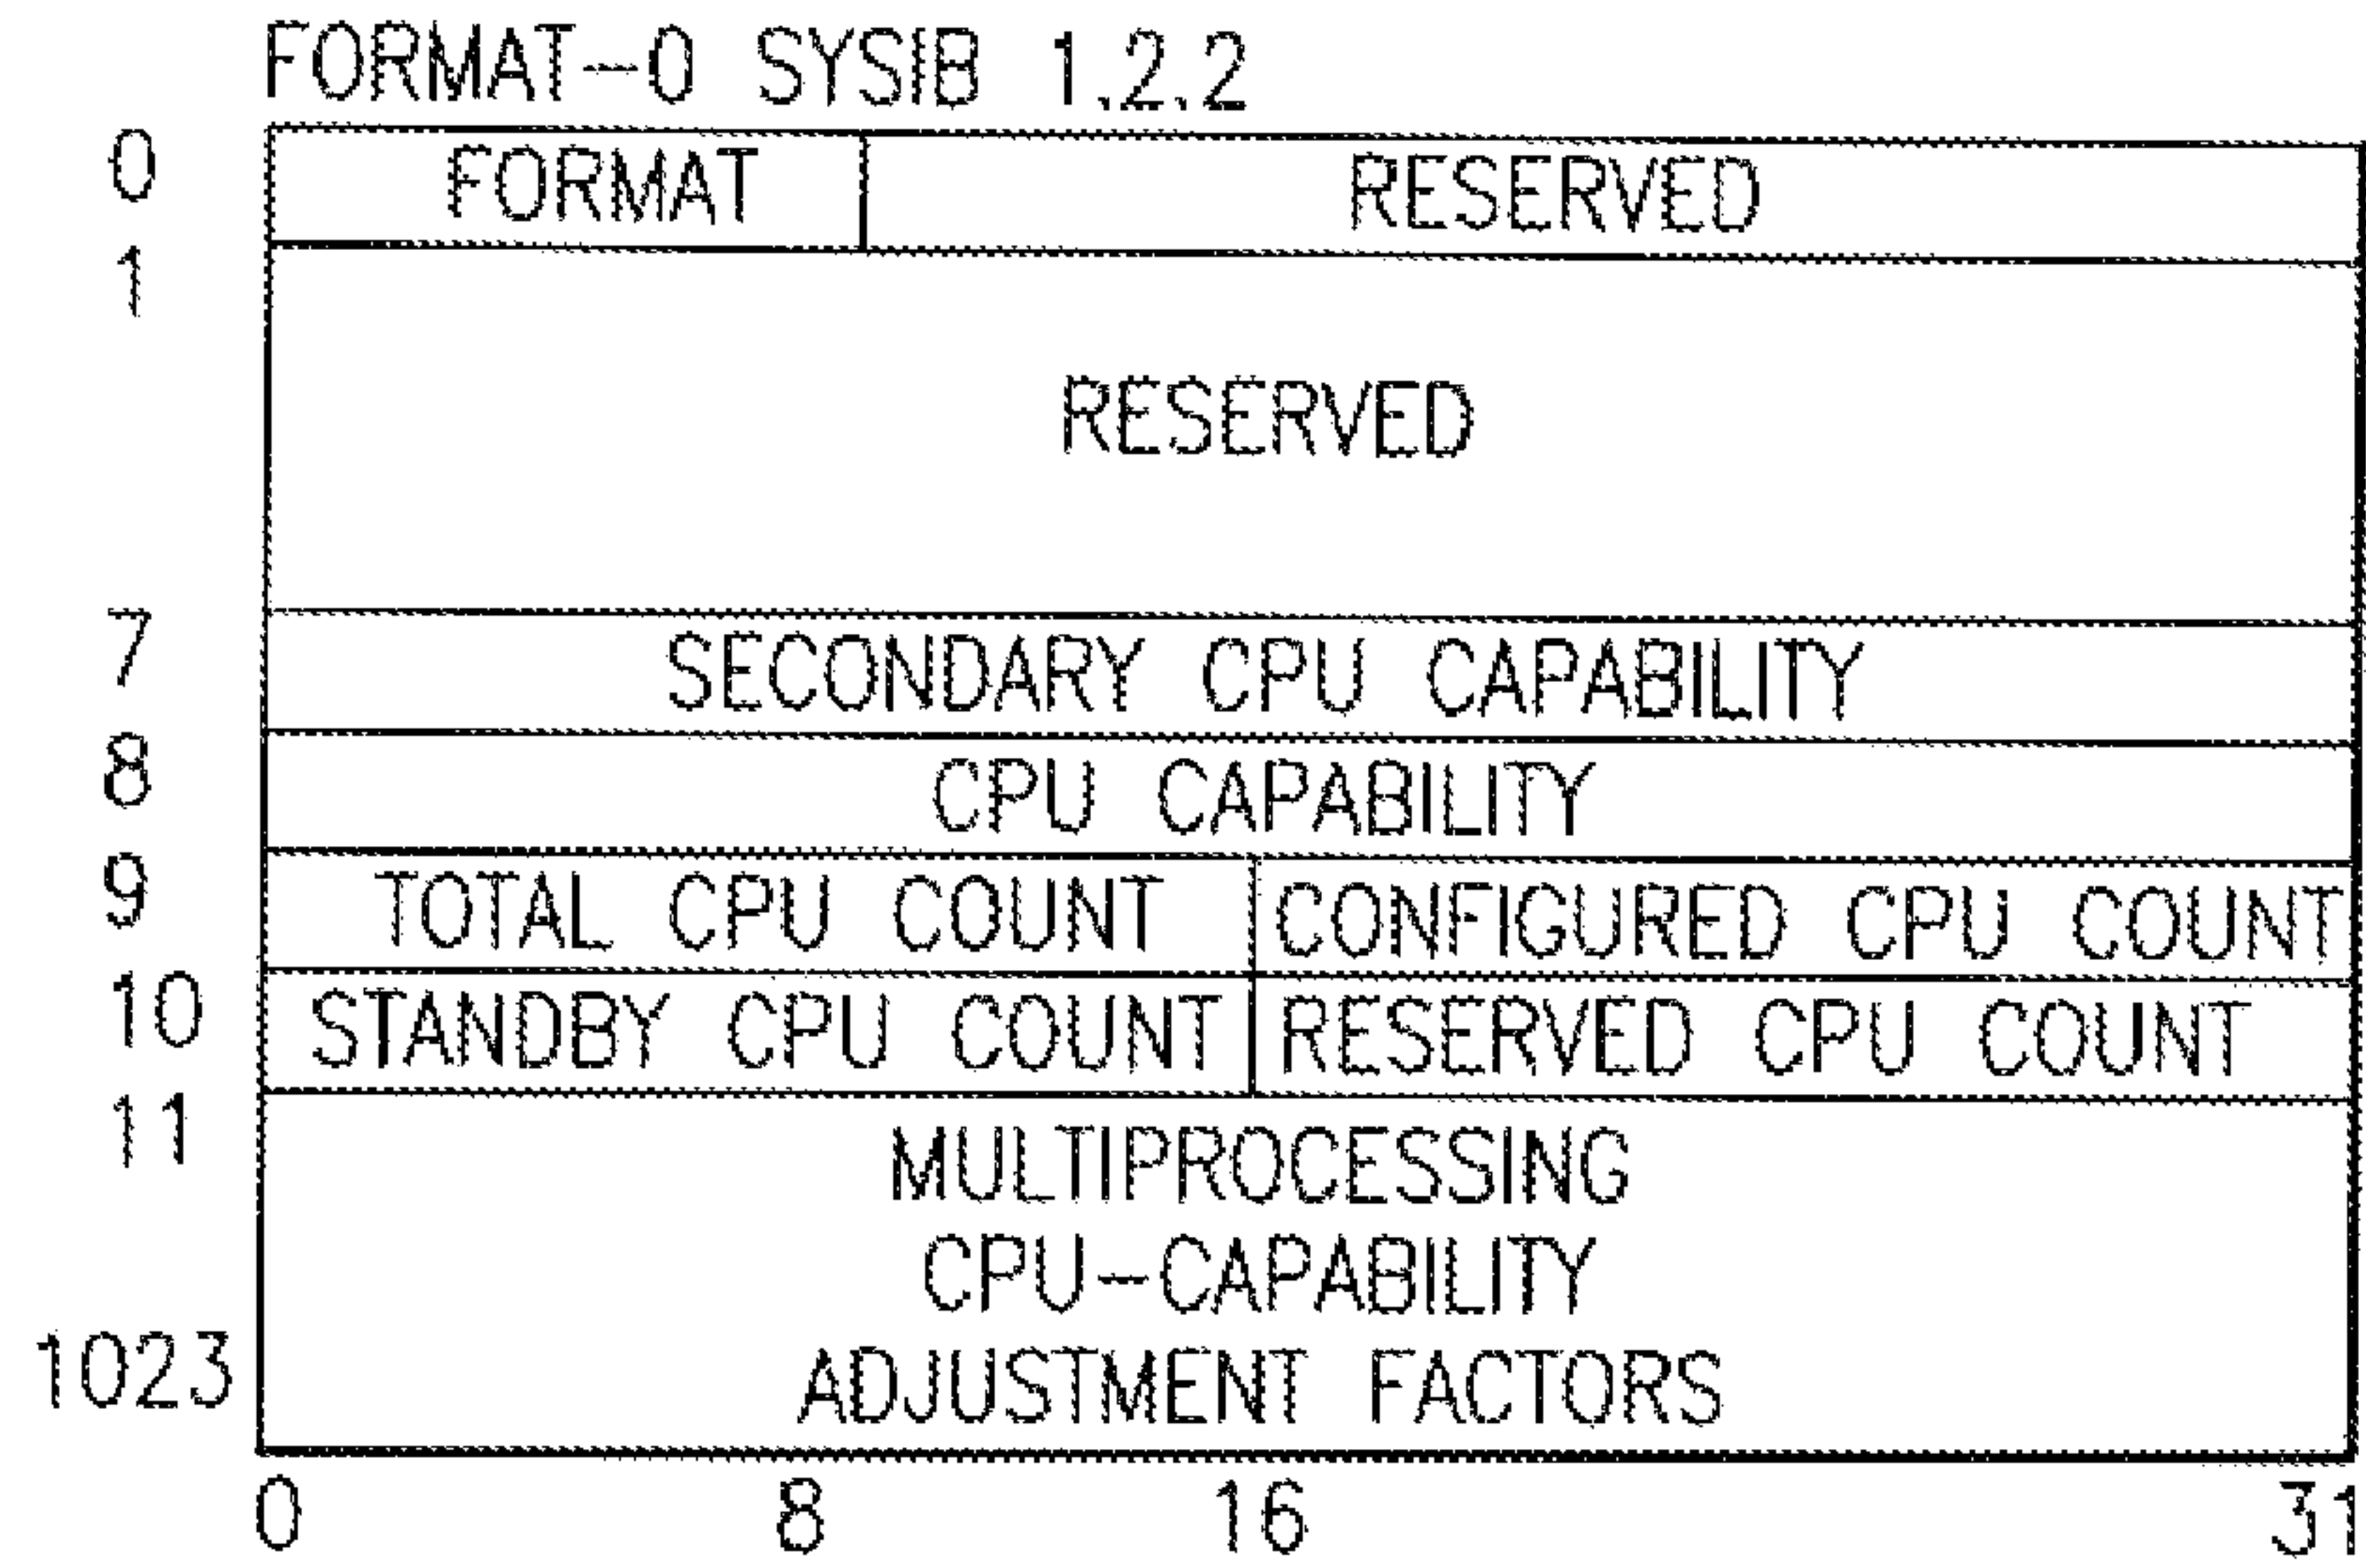 FORMAT-0 SYSIB 1.2.2
0 FORMAT RESERVED
1
RESERVED
7 SECONDARY CPU CAPABILITY
8 CPU CAPABILITY
9 TOTAL CPU COUNT CONFIGURED CPU COUNT
10 STANDBY CPU COUNT RESERVED CPU COUNT
11 MULTIPROCESSING
CPU-CAPABILITY
1023 ADJUSTMENT FACTORS
0 8 16 31